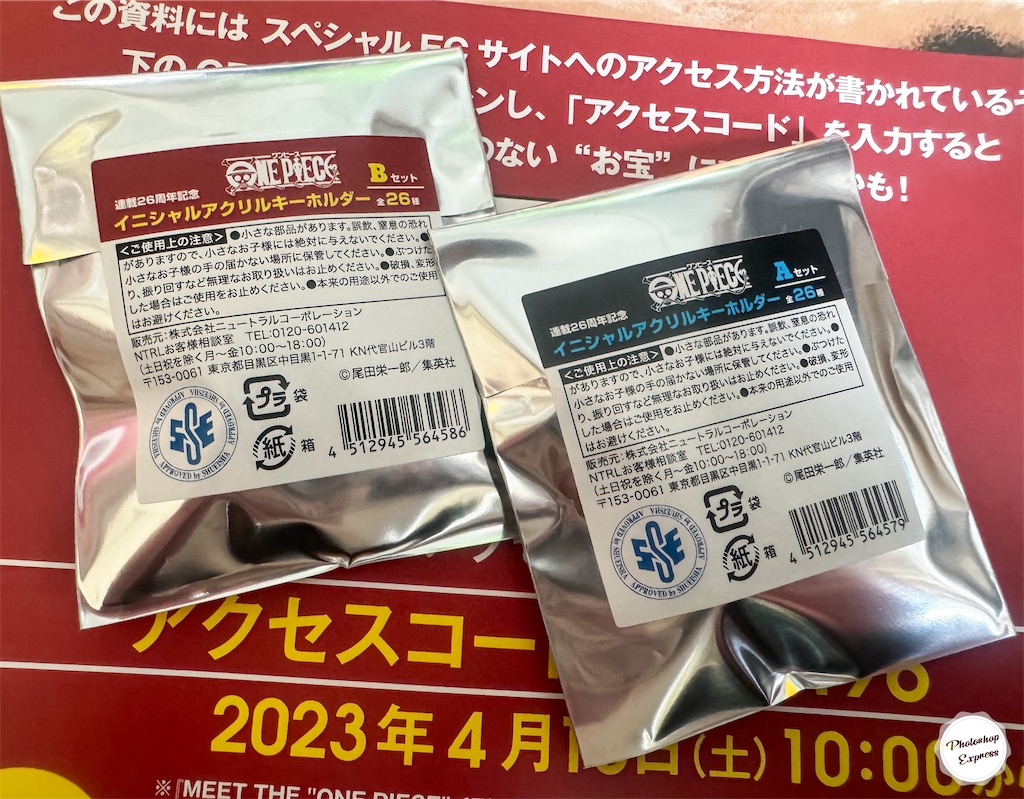 この資料には スペシャル EC サイトへのアクセス方法が書かれている
下の
ンし、「アクセスコード」を入力すると
のない “お宝” に
かも!
ワンピース
ONE PIECE
Bセット
連載26周年記念
イニシャルアクリルキーホルダー 全26種
<ご使用上の注意>●小さな部品があります。誤飲、窒息の恐れ
がありますので、小さなお子様には絶対に与えないでください。●
小さなお子様の手の届かない場所に保管してください。●ぶつけた
り、振り回すなど無理なお取り扱いはお止めください。●破損、変形
した場合はご使用をお止めください。●本来の用途以外でのご使用
はお避けください。
販売元:株式会社ニュートラルコーポレーション
NTRLお客様相談室 TEL:0120-601412
(土日祝を除く月〜金10:00〜18:00)
〒153-0061 東京都目黒区中目黒1-1-71 KN代官山ビル3階
©尾田栄一郎/集英社
APPROVED by SHUEISHA
プラ 袋
紙 箱
4 512945 564586
ワンピース
ONE PIECE
Aセット
連載26周年記念
イニシャルアクリルキーホルダー 全26種
<ご使用上の注意>●小さな部品があります。誤飲、窒息の恐れ
がありますので、小さなお子様には絶対に与えないでください。●
小さなお子様の手の届かない場所に保管してください。●ぶつけた
り、振り回すなど無理なお取り扱いはお止めください。●破損、変形
した場合はご使用をお止めください。●本来の用途以外でのご使用
はお避けください。
販売元:株式会社ニュートラルコーポレーション
NTRLお客様相談室 TEL:0120-601412
(土日祝を除く月〜金10:00〜18:00)
〒153-0061 東京都目黒区中目黒1-1-71 KN代官山ビル3階
©尾田栄一郎/集英社
APPROVED by SHUEISHA
プラ 袋
紙 箱
4 512945 564579
アクセスコー
2023年4月1 日(土)10:00か
※『MEET THE "ONE PIECE"
Photoshop
Express